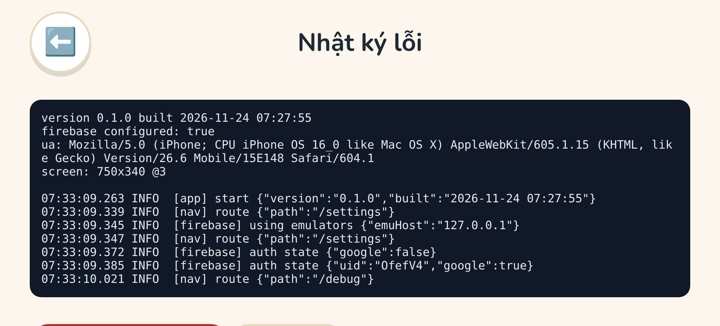 Nhật ký lỗi
version 0.1.0 built 2026-11-24 07:27:55
firebase configured: true
ua: Mozilla/5.0 (iPhone; CPU iPhone OS 16_0 like Mac OS X) AppleWebKit/605.1.15 (KHTML, lik
e Gecko) Version/26.6 Mobile/15E148 Safari/604.1
screen: 750x340 @3
07:33:09.263 INFO  [app] start {"version":"0.1.0","built":"2026-11-24 07:27:55"}
07:33:09.339 INFO  [nav] route {"path":"/settings"}
07:33:09.345 INFO  [firebase] using emulators {"emuHost":"127.0.0.1"}
07:33:09.347 INFO  [nav] route {"path":"/settings"}
07:33:09.372 INFO  [firebase] auth state {"google":false}
07:33:09.385 INFO  [firebase] auth state {"uid":"OfefV4","google":true}
07:33:10.021 INFO  [nav] route {"path":"/debug"}